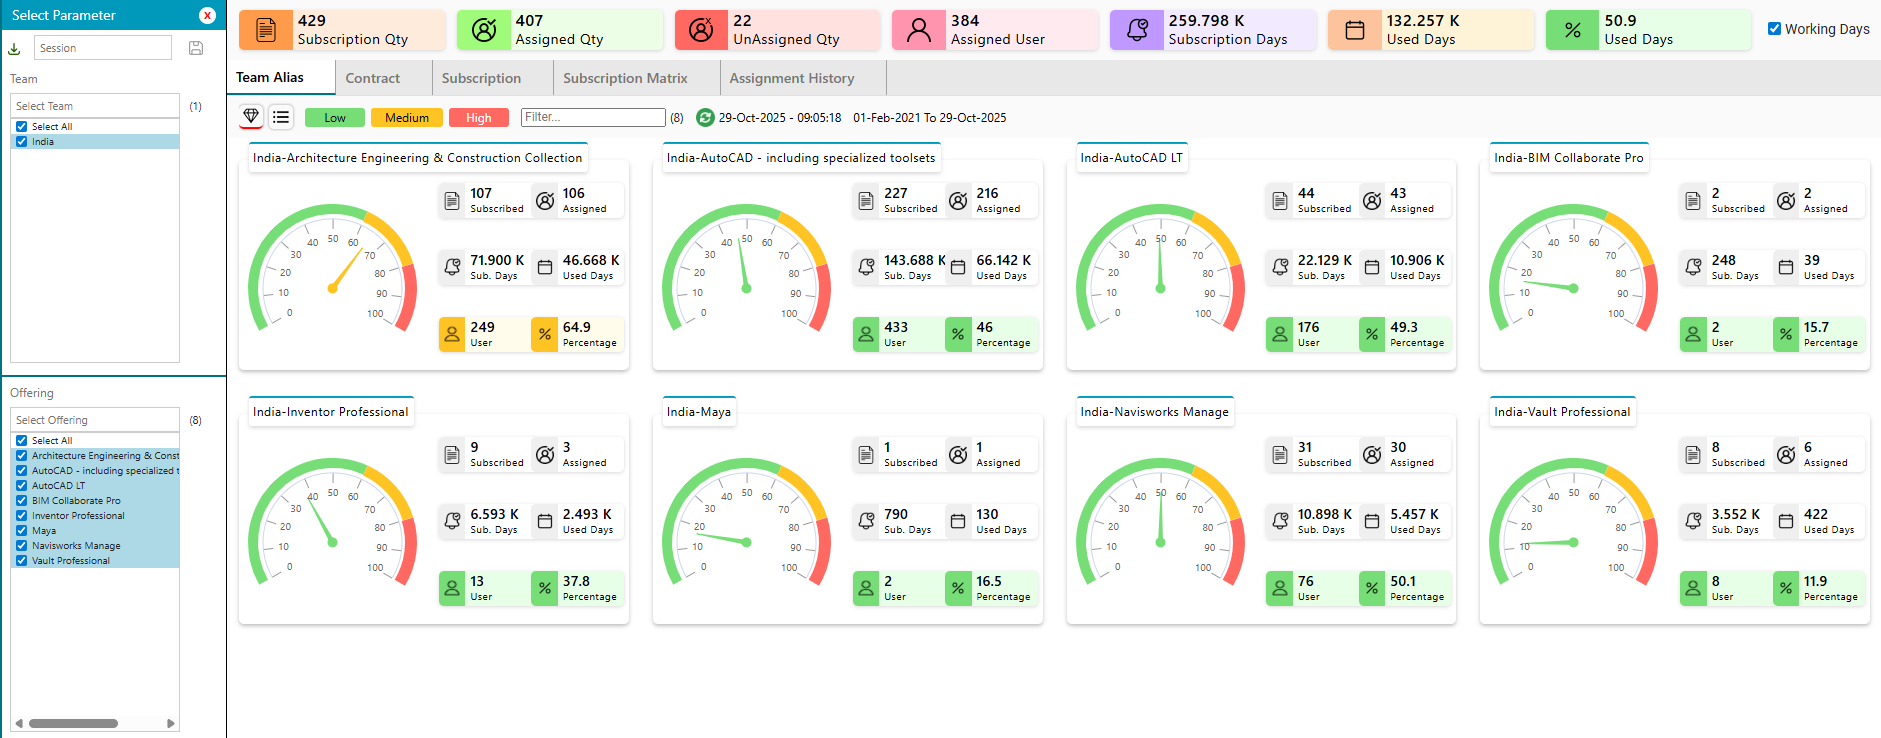 Select Parameter
X
Session
Team
Select Team
(1)
Select All
India
Offering
Select Offering
(8)
Select All
Architecture Engineering & Const
AutoCAD - including specialized t
AutoCAD LT
BIM Collaborate Pro
Inventor Professional
Maya
Navisworks Manage
Vault Professional
429
Subscription Qty
407
Assigned Qty
22
UnAssigned Qty
384
Assigned User
259.798 K
Subscription Days
132.257 K
Used Days
%
50.9
Used Days
Working Days
Team Alias
Contract
Subscription
Subscription Matrix
Assignment History
Low
Medium
High
Filter...
(8)
29-Oct-2025 - 09:05:18
01-Feb-2021 To 29-Oct-2025
India-Architecture Engineering & Construction Collection
0 10 20 30 40 50 60 70 80 90 100
107
Subscribed
106
Assigned
71.900 K
Sub. Days
46.668 K
Used Days
249
User
%
64.9
Percentage
India-AutoCAD - including specialized toolsets
0 10 20 30 40 50 60 70 80 90 100
227
Subscribed
216
Assigned
143.688 K
Sub. Days
66.142 K
Used Days
433
User
%
46
Percentage
India-AutoCAD LT
0 10 20 30 40 50 60 70 80 90 100
44
Subscribed
43
Assigned
22.129 K
Sub. Days
10.906 K
Used Days
176
User
%
49.3
Percentage
India-BIM Collaborate Pro
0 10 20 30 40 50 60 70 80 90 100
2
Subscribed
2
Assigned
248
Sub. Days
39
Used Days
2
User
%
15.7
Percentage
India-Inventor Professional
0 10 20 30 40 50 60 70 80 90 100
9
Subscribed
3
Assigned
6.593 K
Sub. Days
2.493 K
Used Days
13
User
%
37.8
Percentage
India-Maya
0 10 20 30 40 50 60 70 80 90 100
1
Subscribed
1
Assigned
790
Sub. Days
130
Used Days
2
User
%
16.5
Percentage
India-Navisworks Manage
0 10 20 30 40 50 60 70 80 90 100
31
Subscribed
30
Assigned
10.898 K
Sub. Days
5.457 K
Used Days
76
User
%
50.1
Percentage
India-Vault Professional
0 10 20 30 40 50 60 70 80 90 100
8
Subscribed
6
Assigned
3.552 K
Sub. Days
422
Used Days
8
User
%
11.9
Percentage